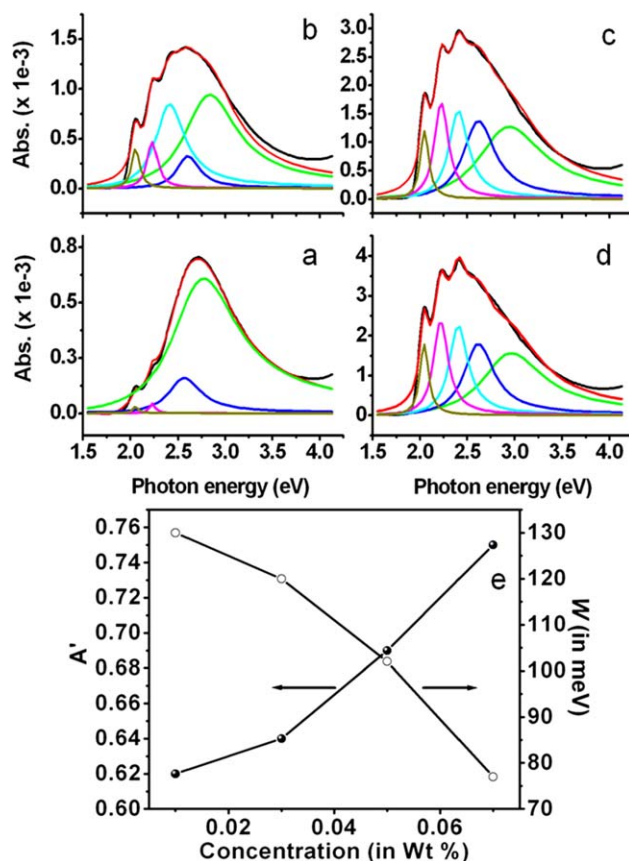 b
c
Abs. (x 1e-3)
1.5
1.0
0.5
0.0
3.0
2.5
2.0
1.5
1.0
0.5
0.0
a
d
Abs. (x 1e-3)
0.8
0.5
0.3
0.0
4
3
2
1
0
1.5 2.0 2.5 3.0 3.5 4.0
1.5 2.0 2.5 3.0 3.5 4.0
Photon energy (eV)
Photon energy (eV)
e
A'
0.76
0.74
0.72
0.70
0.68
0.66
0.64
0.62
0.60
130
120
110
100
90
80
70
W (in meV)
0.02 0.04 0.06
Concentration (in Wt %)